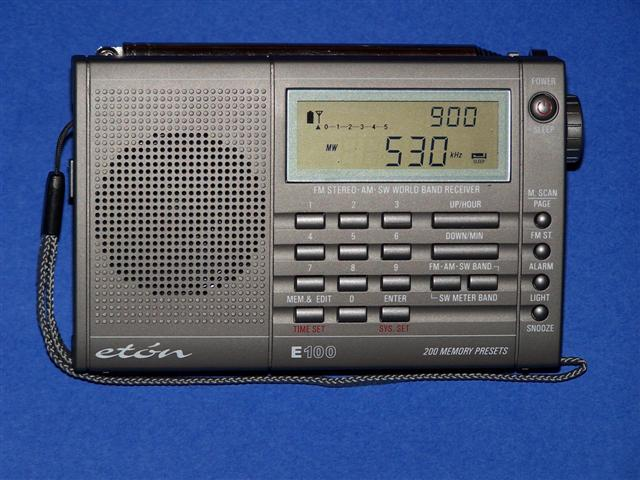 POWER
SLEEP
900
0-1-2-3-4-5
MW
530 kHz
SLEEP
FM STEREO-AM-SW WORLD BAND RECEIVER
M. SCAN
PAGE
1 2 3 UP/HOUR
FM ST.
4 5 6 DOWN/MIN
ALARM
7 8 9 FM-AM-SW BAND
LIGHT
MEM.& EDIT 0 ENTER SW METER BAND
SNOOZE
TIME SET SYS. SET
etón E100 200 MEMORY PRESETS